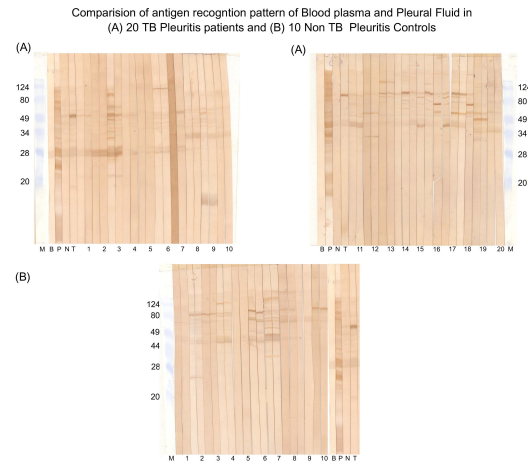 Comparision of antigen recogntion pattern of Blood plasma and Pleural Fluid in
(A) 20 TB Pleuritis patients and (B) 10 Non TB Pleuritis Controls
(A)
124
80
49
34
28
20
M B P N T 1 2 3 4 5 6 7 8 9 10
(A)
124
80
49
34
28
20
B P N T 11 12 13 14 15 16 17 18 19 20 M
(B)
124
80
49
44
28
20
M 1 2 3 4 5 6 7 8 9 10 B P N T